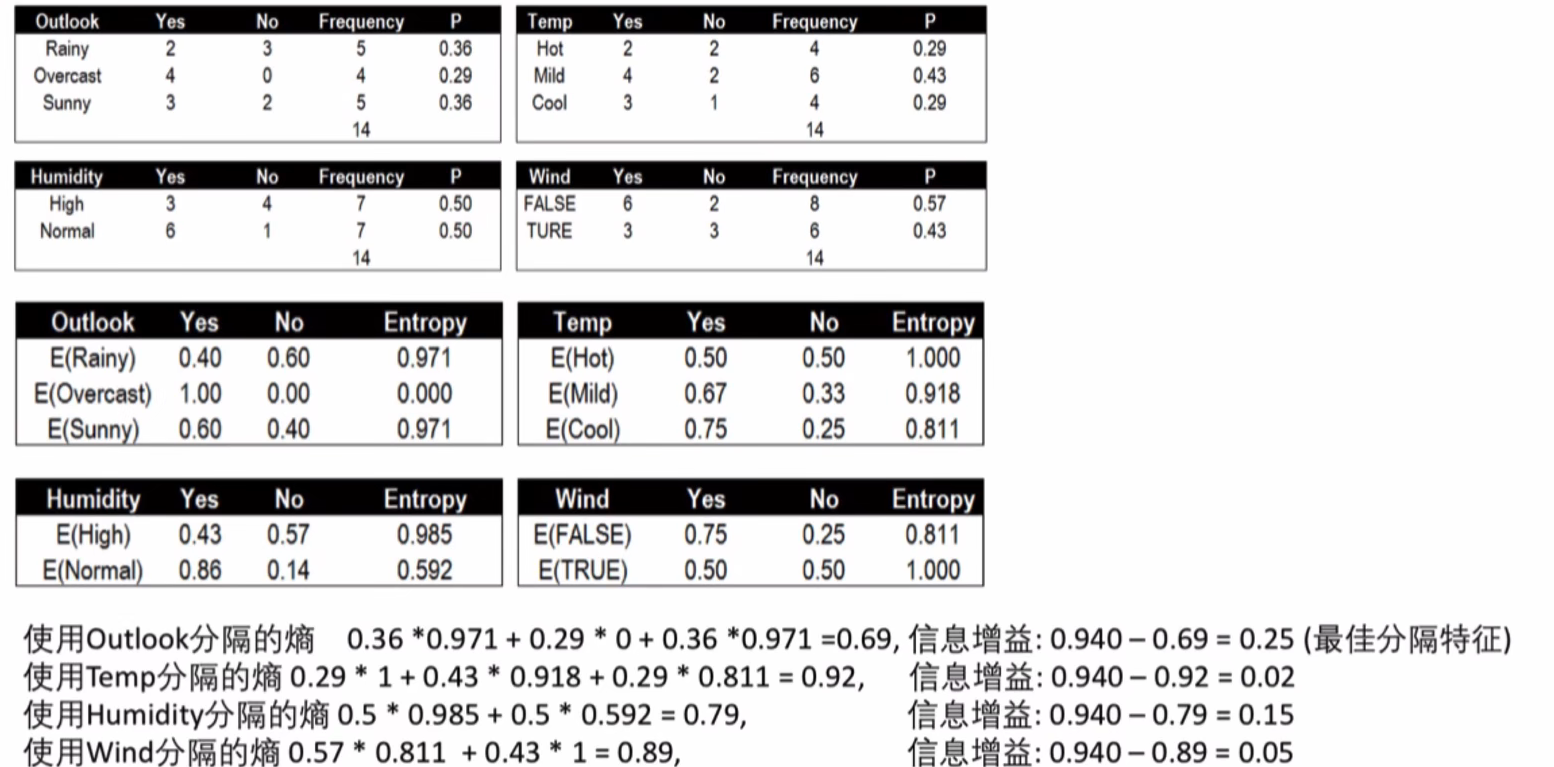 Outlook Yes No Frequency P
Rainy 2 3 5 0.36
Overcast 4 0 4 0.29
Sunny 3 2 5 0.36
14
Temp Yes No Frequency P
Hot 2 2 4 0.29
Mild 4 2 6 0.43
Cool 3 1 4 0.29
14
Humidity Yes No Frequency P
High 3 4 7 0.50
Normal 6 1 7 0.50
14
Wind Yes No Frequency P
FALSE 6 2 8 0.57
TURE 3 3 6 0.43
14
Outlook Yes No Entropy
E(Rainy) 0.40 0.60 0.971
E(Overcast) 1.00 0.00 0.000
E(Sunny) 0.60 0.40 0.971
Temp Yes No Entropy
E(Hot) 0.50 0.50 1.000
E(Mild) 0.67 0.33 0.918
E(Cool) 0.75 0.25 0.811
Humidity Yes No Entropy
E(High) 0.43 0.57 0.985
E(Normal) 0.86 0.14 0.592
Wind Yes No Entropy
E(FALSE) 0.75 0.25 0.811
E(TRUE) 0.50 0.50 1.000
使用Outlook分隔的熵 0.36 *0.971 + 0.29 * 0 + 0.36 *0.971 =0.69, 信息增益: 0.940 – 0.69 = 0.25 (最佳分隔特征)
使用Temp分隔的熵 0.29 * 1 + 0.43 * 0.918 + 0.29 * 0.811 = 0.92, 信息增益: 0.940 – 0.92 = 0.02
使用Humidity分隔的熵 0.5 * 0.985 + 0.5 * 0.592 = 0.79, 信息增益: 0.940 – 0.79 = 0.15
使用Wind分隔的熵 0.57 * 0.811 + 0.43 * 1 = 0.89, 信息增益: 0.940 – 0.89 = 0.05